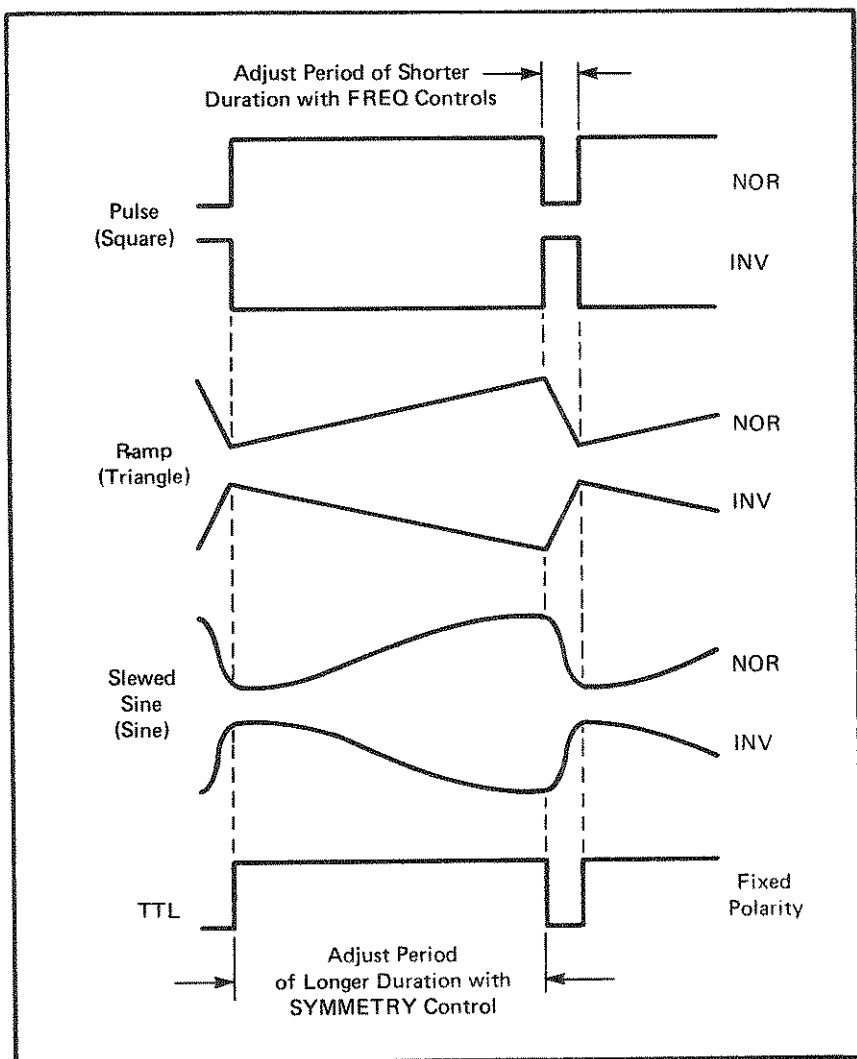 Adjust Period of Shorter
Duration with FREQ Controls
NOR
Pulse
(Square)
INV
NOR
Ramp
(Triangle)
INV
NOR
Slewed
Sine
(Sine)
INV
TTL
Fixed
Polarity
Adjust Period
of Longer Duration with
SYMMETRY Control